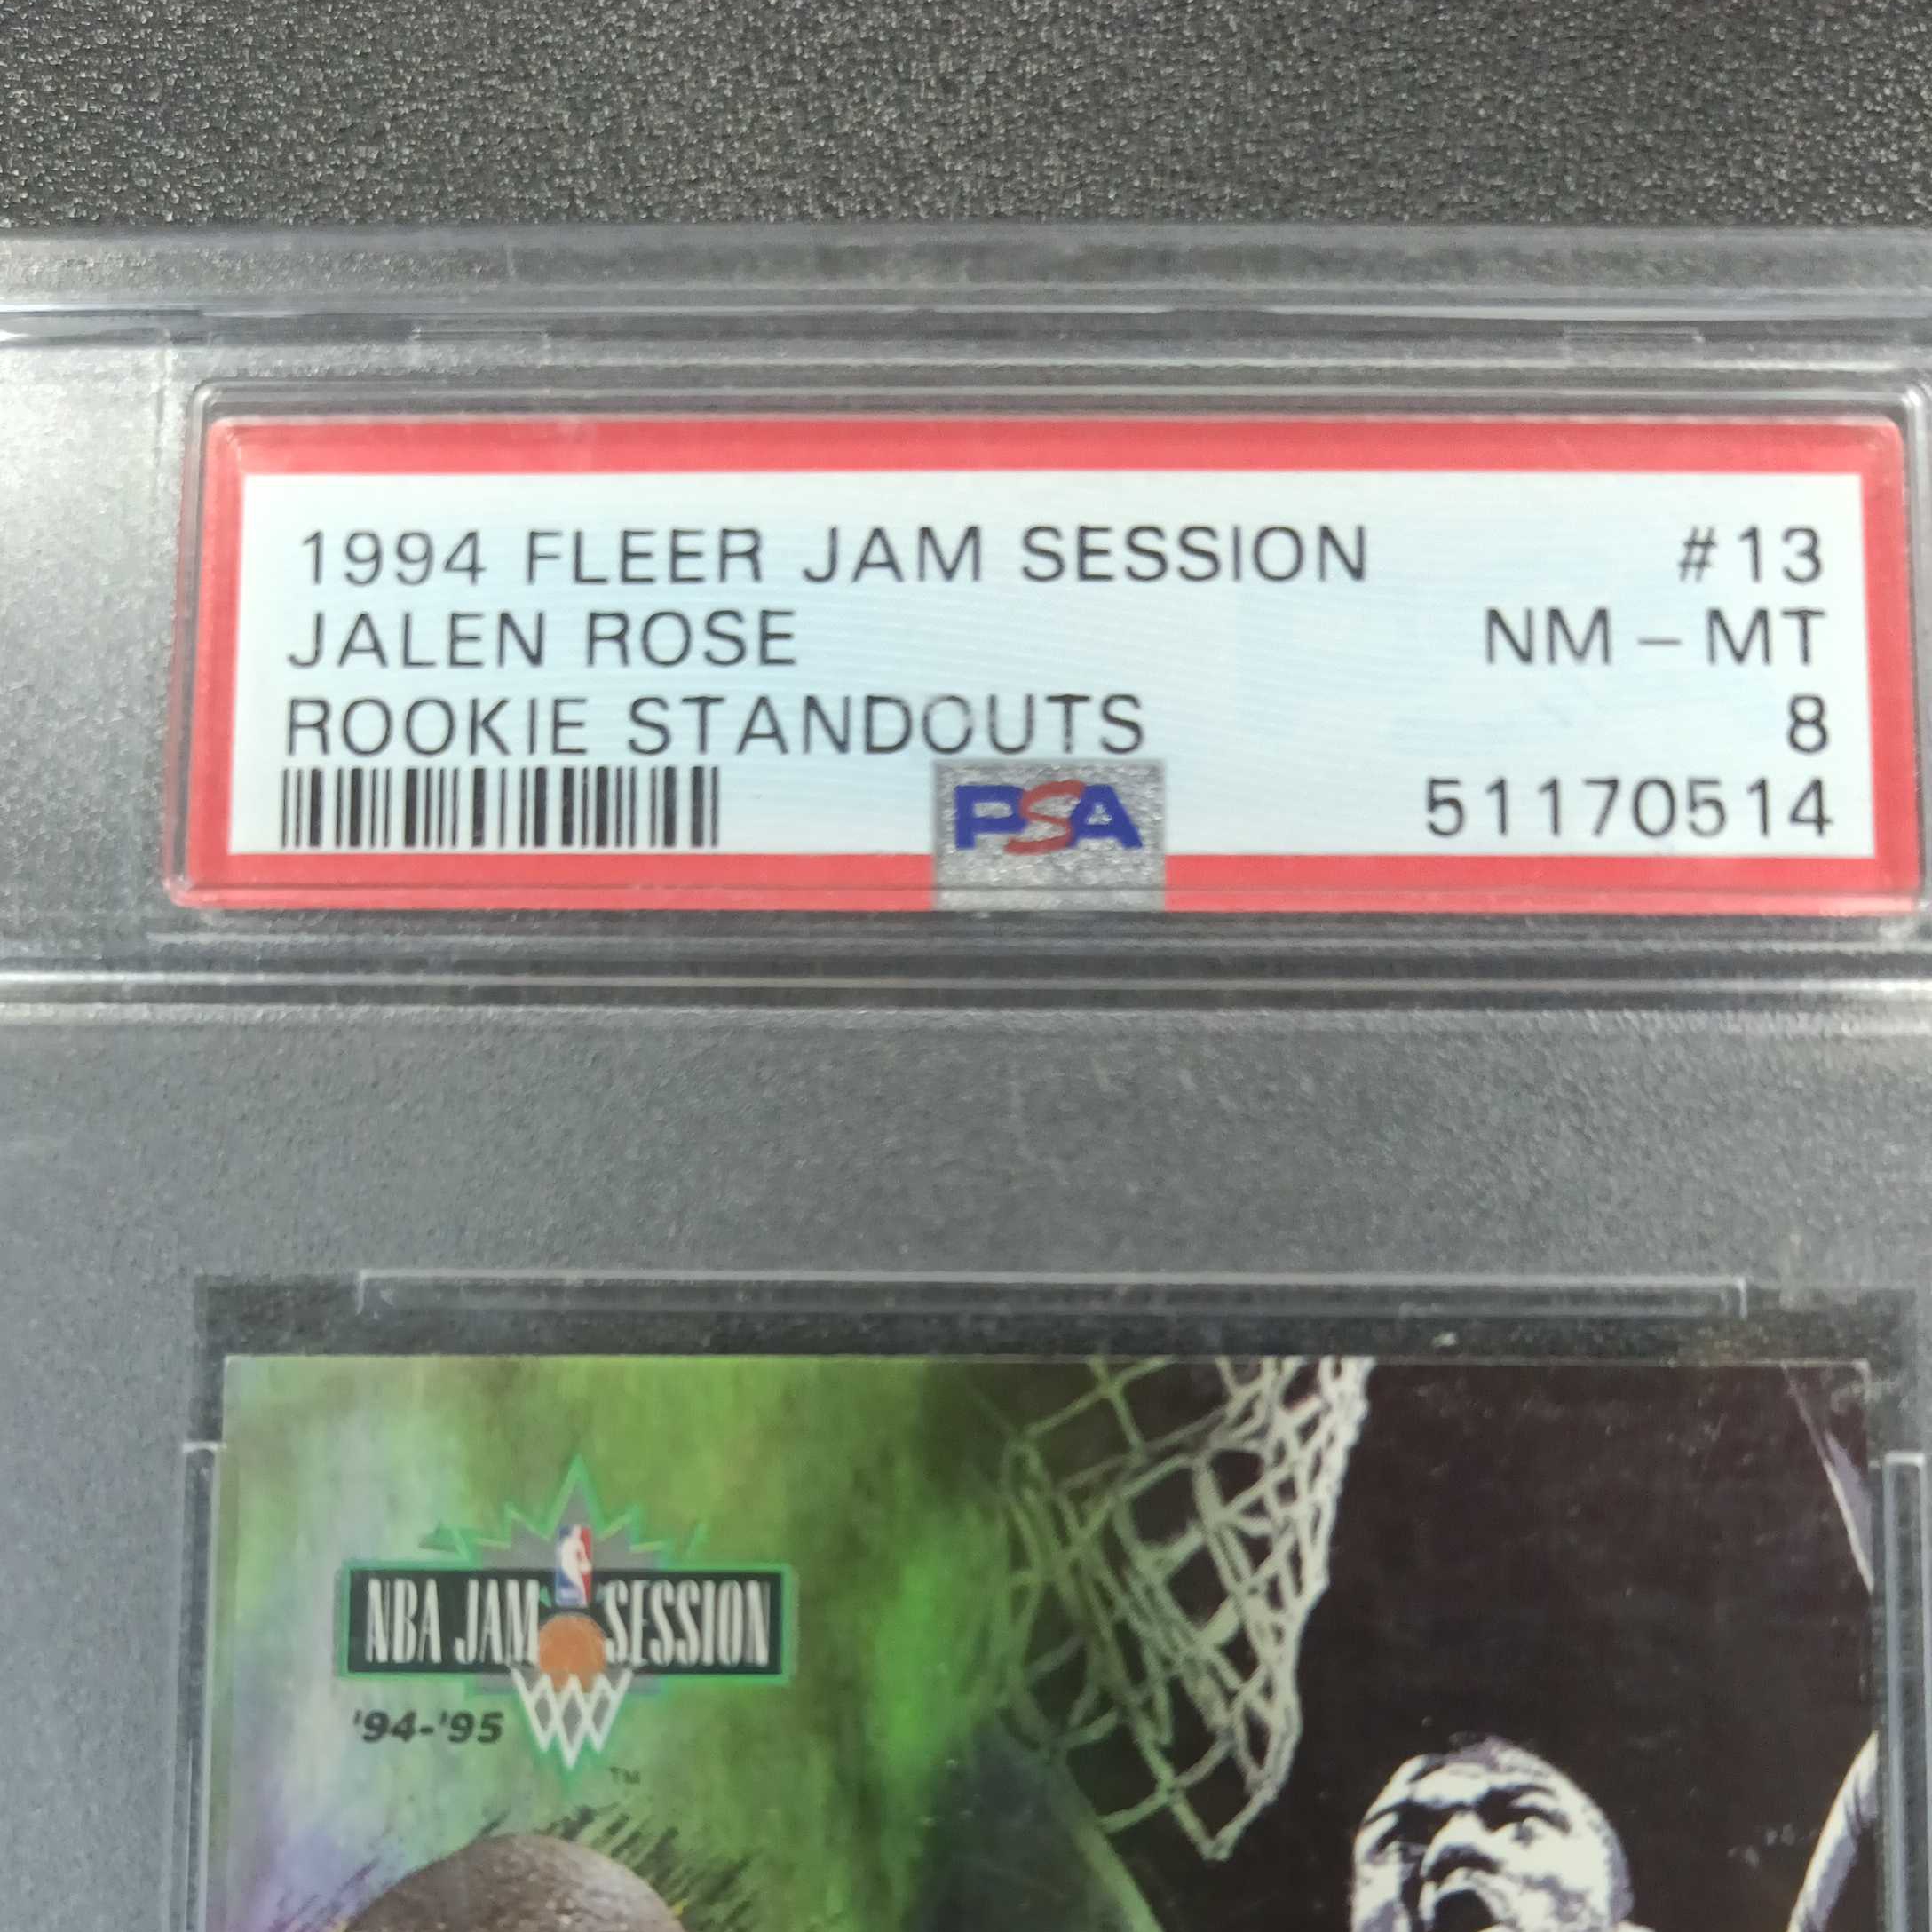 1994 FLEER JAM SESSION #13
JALEN ROSE NM - MT
ROOKIE STANDOUTS 8
PSA 51170514
NBA JAM SESSION
'94-'95
TM